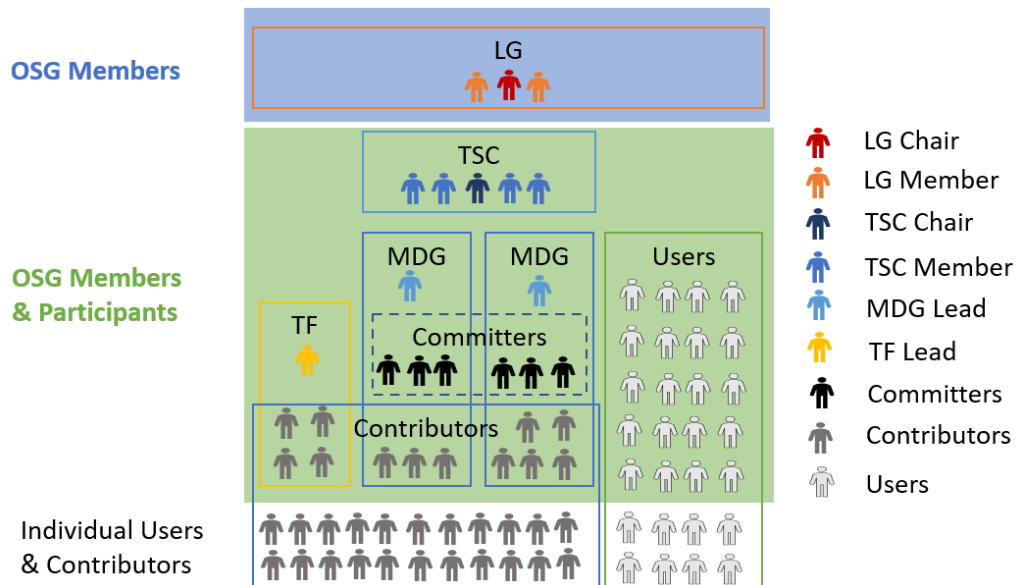 OSG Members
LG
OSG Members
& Participants
TSC
MDG
MDG
Users
TF
Committers
Contributors
Individual Users
& Contributors
LG Chair
LG Member
TSC Chair
TSC Member
MDG Lead
TF Lead
Committers
Contributors
Users